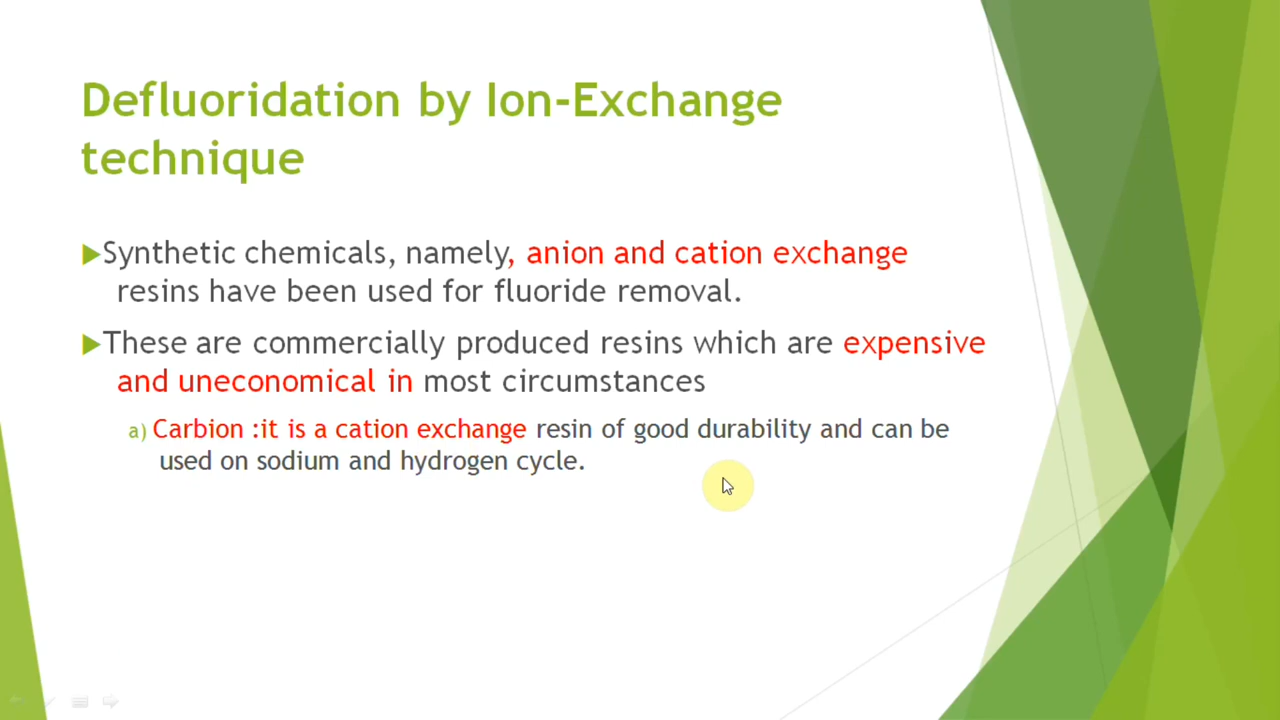 Defluoridation by Ion-Exchange
technique
Synthetic chemicals, namely, anion and cation exchange
resins have been used for fluoride removal.
These are commercially produced resins which are expensive
and uneconomical in most circumstances
a) Carbion :it is a cation exchange resin of good durability and can be
used on sodium and hydrogen cycle.